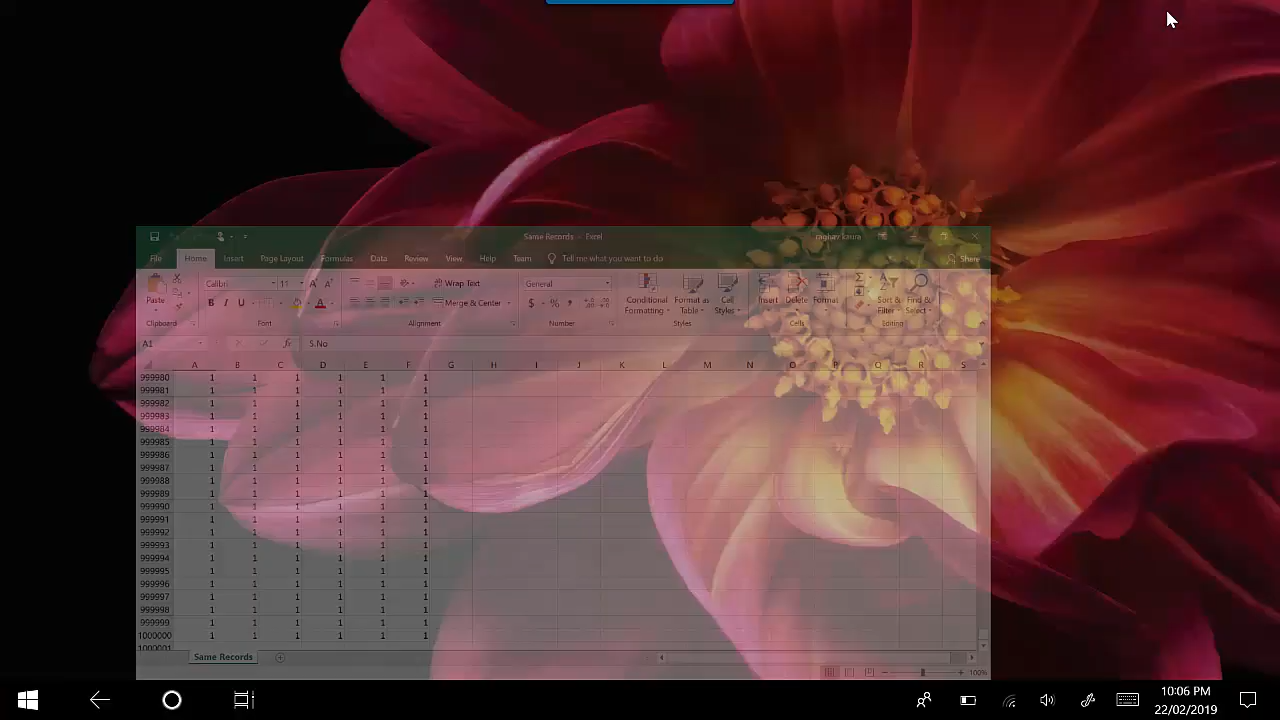 Same Records - Excel
raghav kalra
File Home Insert Page Layout Formulas Data Review View Help Team Tell me what you want to do Share
Calibri 11 Wrap Text General
Paste Merge & Center $ % , Conditional Formatting Format as Table Cell Styles Insert Delete Format Sort & Filter Find & Select
Clipboard Font Alignment Number Styles Cells Editing
A1 fx S.No
A B C D E F G H I J K L M N O P Q R S
999980 1 1 1 1 1 1
999981 1 1 1 1 1 1
999982 1 1 1 1 1 1
999983 1 1 1 1 1 1
999984 1 1 1 1 1 1
999985 1 1 1 1 1 1
999986 1 1 1 1 1 1
999987 1 1 1 1 1 1
999988 1 1 1 1 1 1
999989 1 1 1 1 1 1
999990 1 1 1 1 1 1
999991 1 1 1 1 1 1
999992 1 1 1 1 1 1
999993 1 1 1 1 1 1
999994 1 1 1 1 1 1
999995 1 1 1 1 1 1
999996 1 1 1 1 1 1
999997 1 1 1 1 1 1
999998 1 1 1 1 1 1
999999 1 1 1 1 1 1
1000000 1 1 1 1 1 1
1000001
Same Records
100%
10:06 PM
22/02/2019